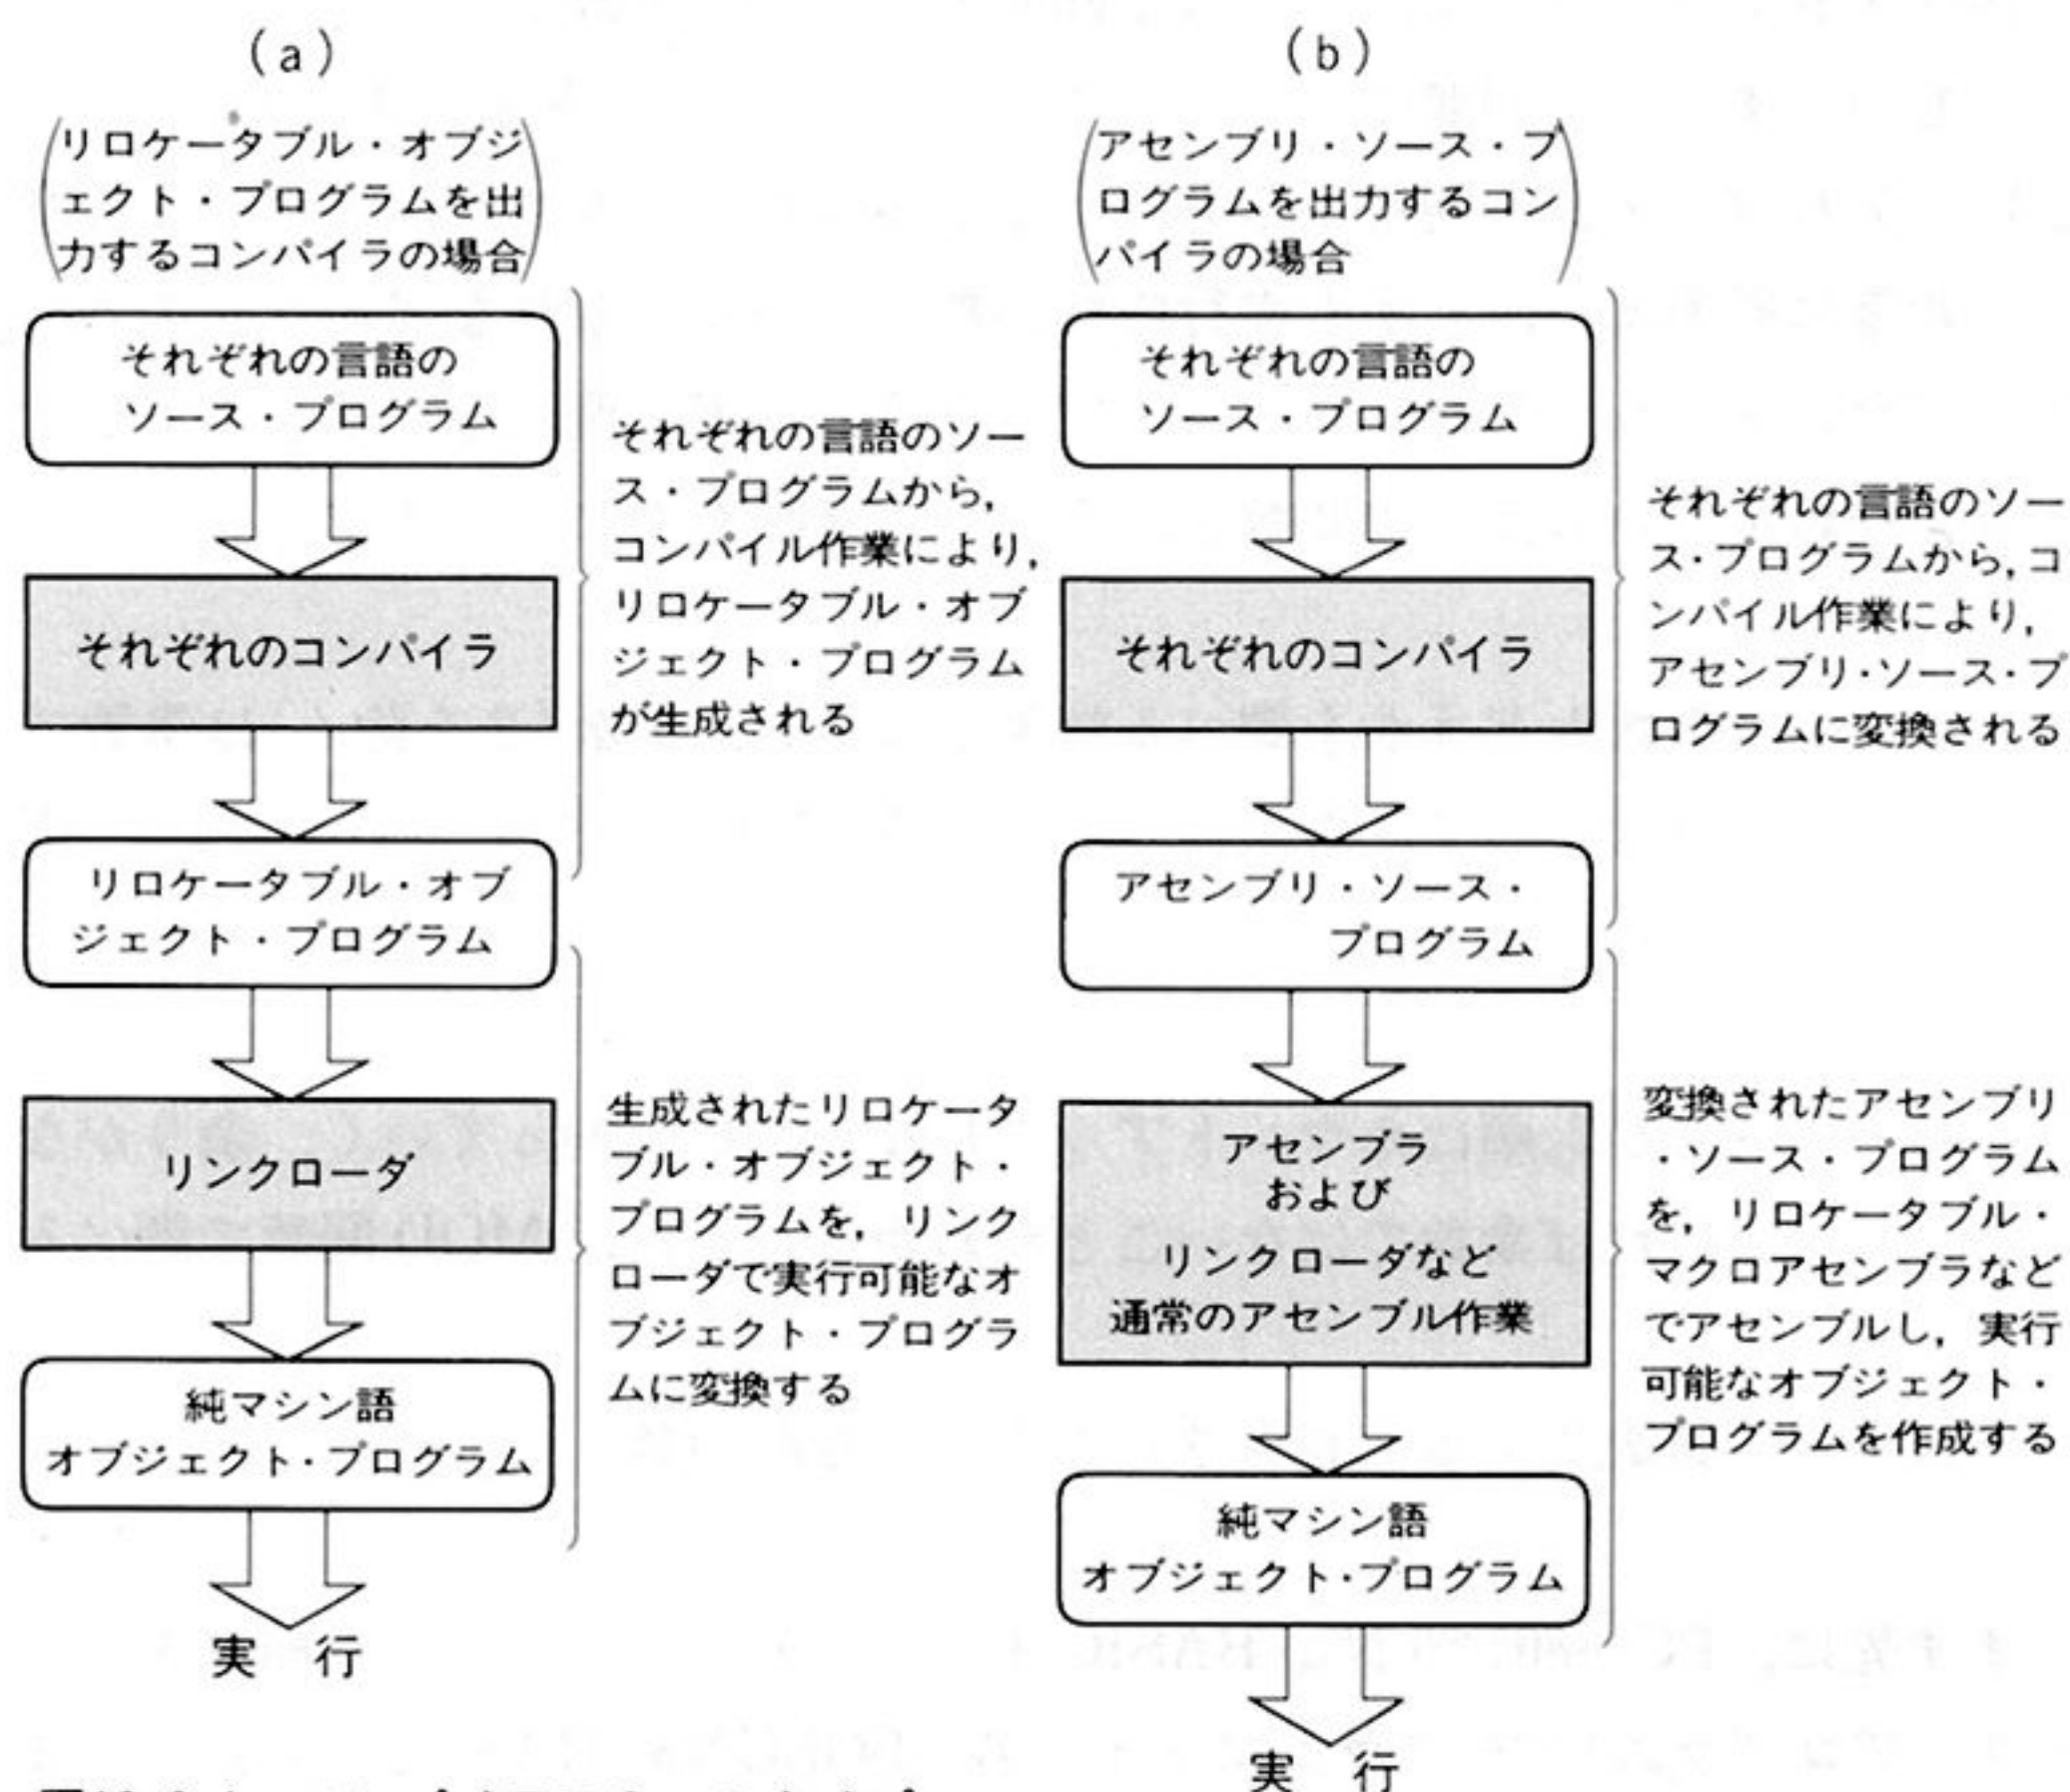 (a)
リロケータブル・オブジ
ェクト・プログラムを出
力するコンパイラの場合
それぞれの言語の
ソース・プログラム
それぞれのコンパイラ
リロケータブル・オブ
ジェクト・プログラム
リンクローダ
純マシン語
オブジェクト・プログラム
実 行
それぞれの言語のソー
ス・プログラムから,
コンパイル作業により,
リロケータブル・オブ
ジェクト・プログラム
が生成される
生成されたリロケータ
ブル・オブジェクト・
プログラムを, リンク
ローダで実行可能なオ
ブジェクト・プログラ
ムに変換する
(b)
アセンブリ・ソース・プ
ログラムを出力するコン
パイラの場合
それぞれの言語の
ソース・プログラム
それぞれのコンパイラ
アセンブリ・ソース・
プログラム
アセンブラ
および
リンクローダなど
通常のアセンブル作業
純マシン語
オブジェクト・プログラム
実 行
それぞれの言語のソー
ス・プログラムから, コ
ンパイル作業により,
アセンブリ・ソース・プ
ログラムに変換される
変換されたアセンブリ
・ソース・プログラム
を, リロケータブル・
マクロアセンブラなど
でアセンブルし, 実行
可能なオブジェクト・
プログラムを作成する